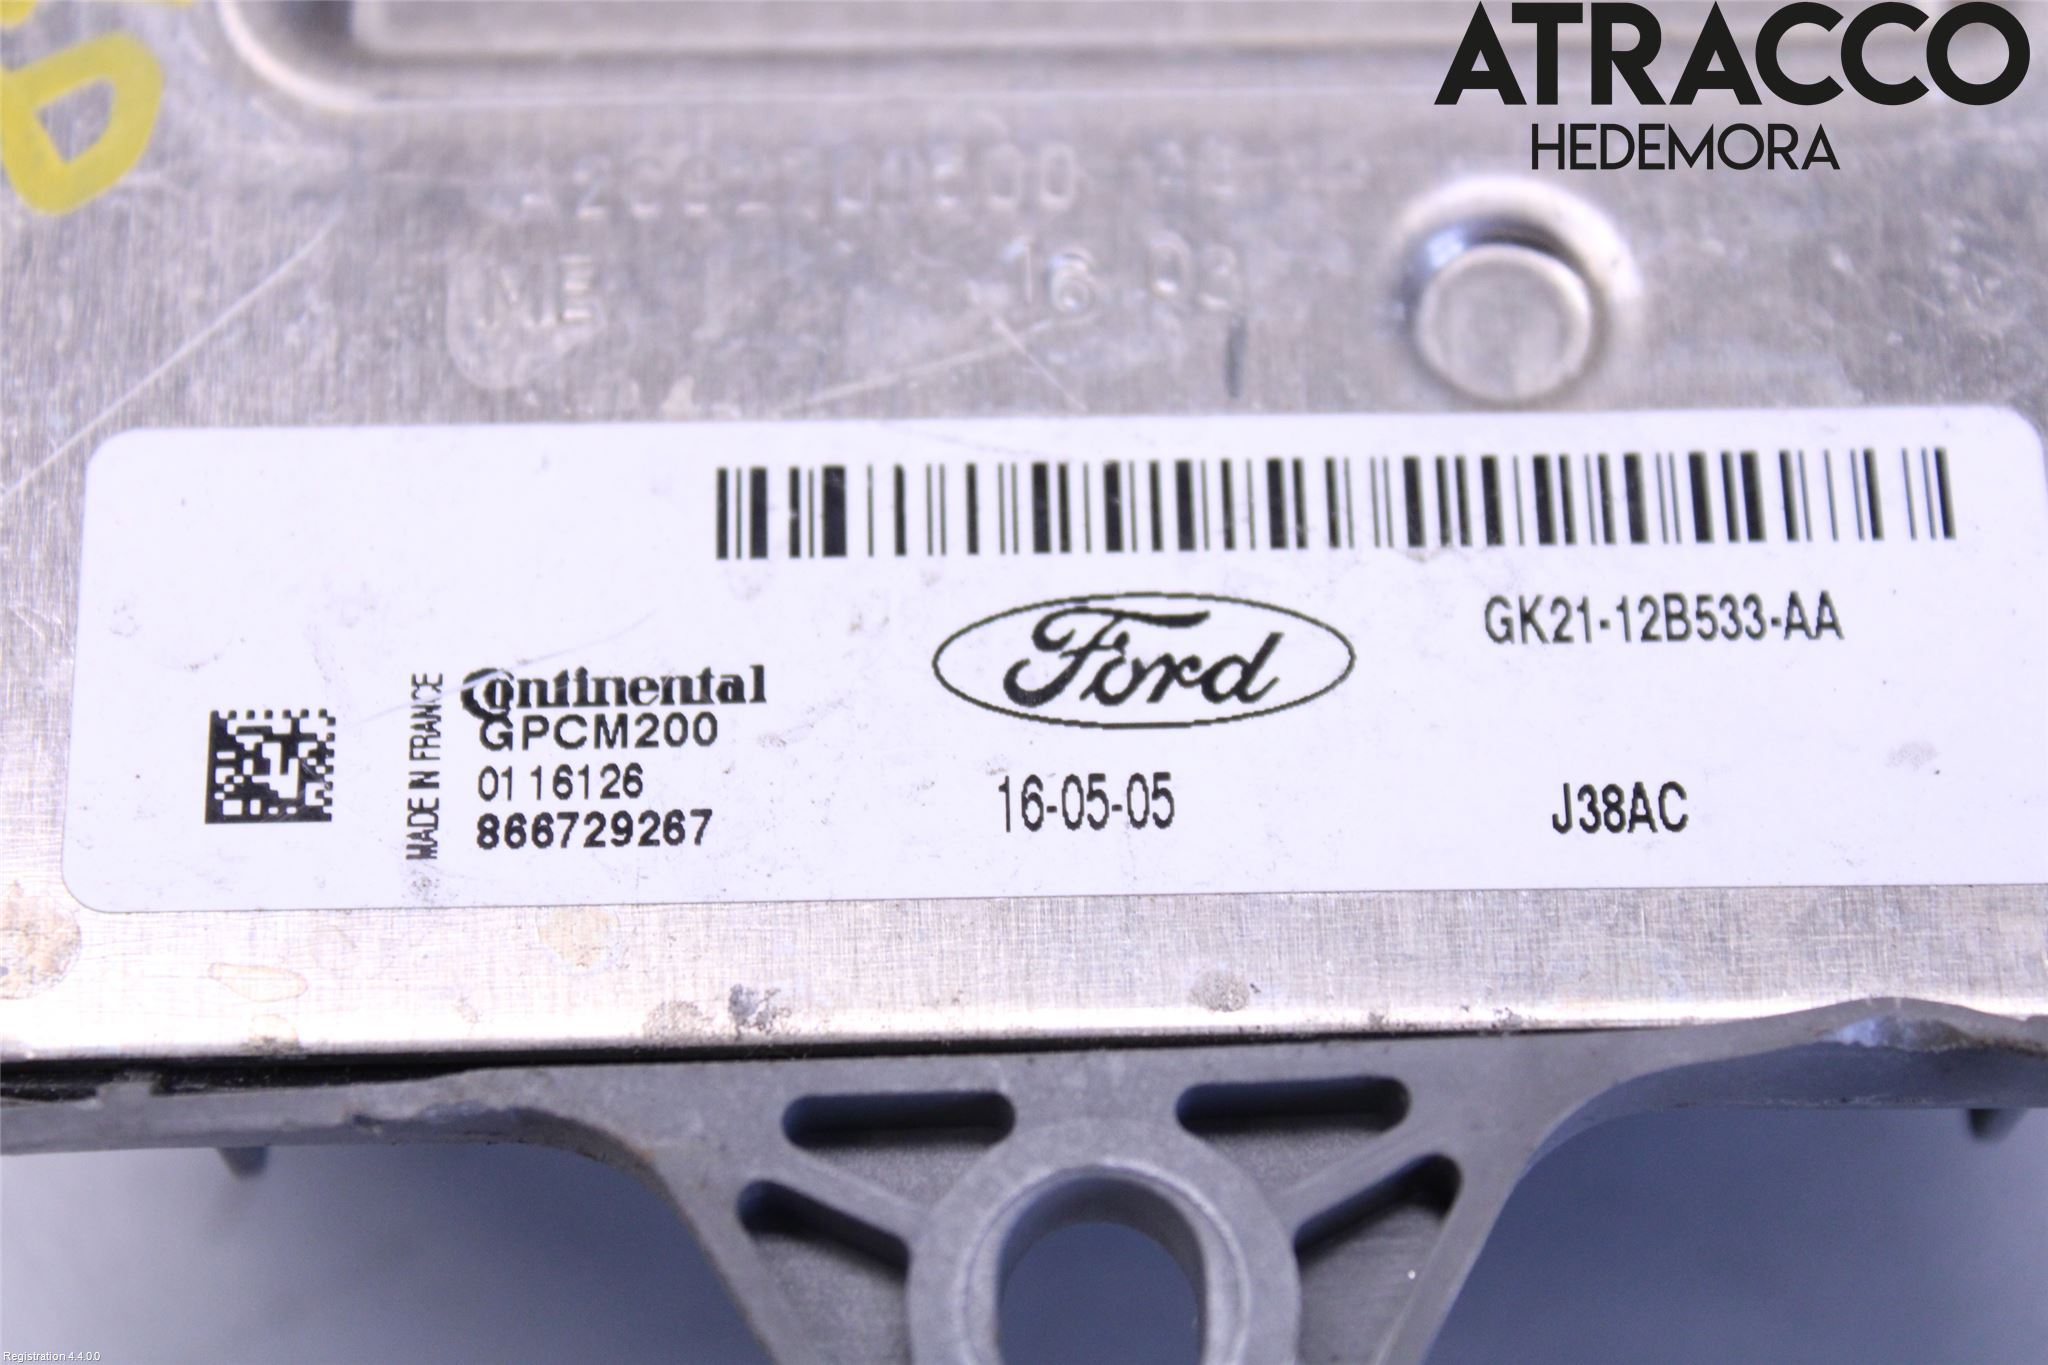 ATRACCO
HEDEMORA
ME
16 03
GK21-12B533-AA
Ford
MADE IN FRANCE
Continental
GPCM200
0116126
866729267
16-05-05
J38AC
Registration 4.4.0.0